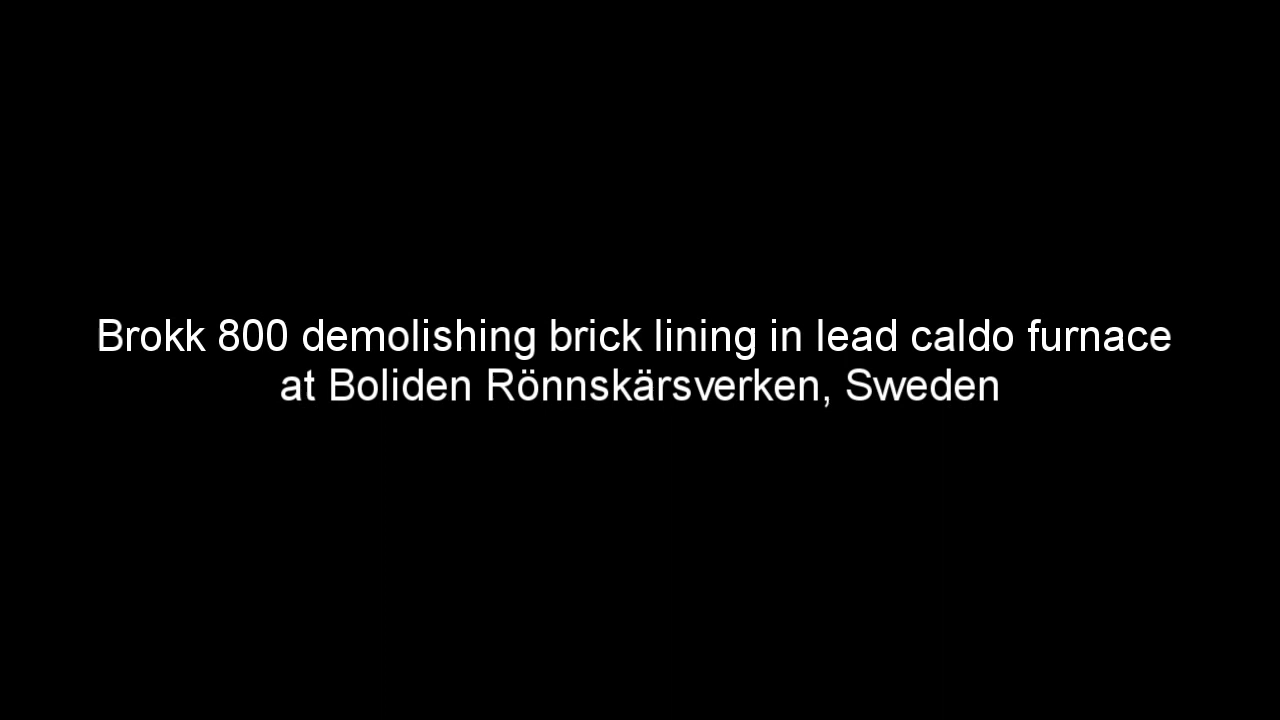 Brokk 800 demolishing brick lining in lead caldo furnace
at Boliden Rönnskärsverken, Sweden